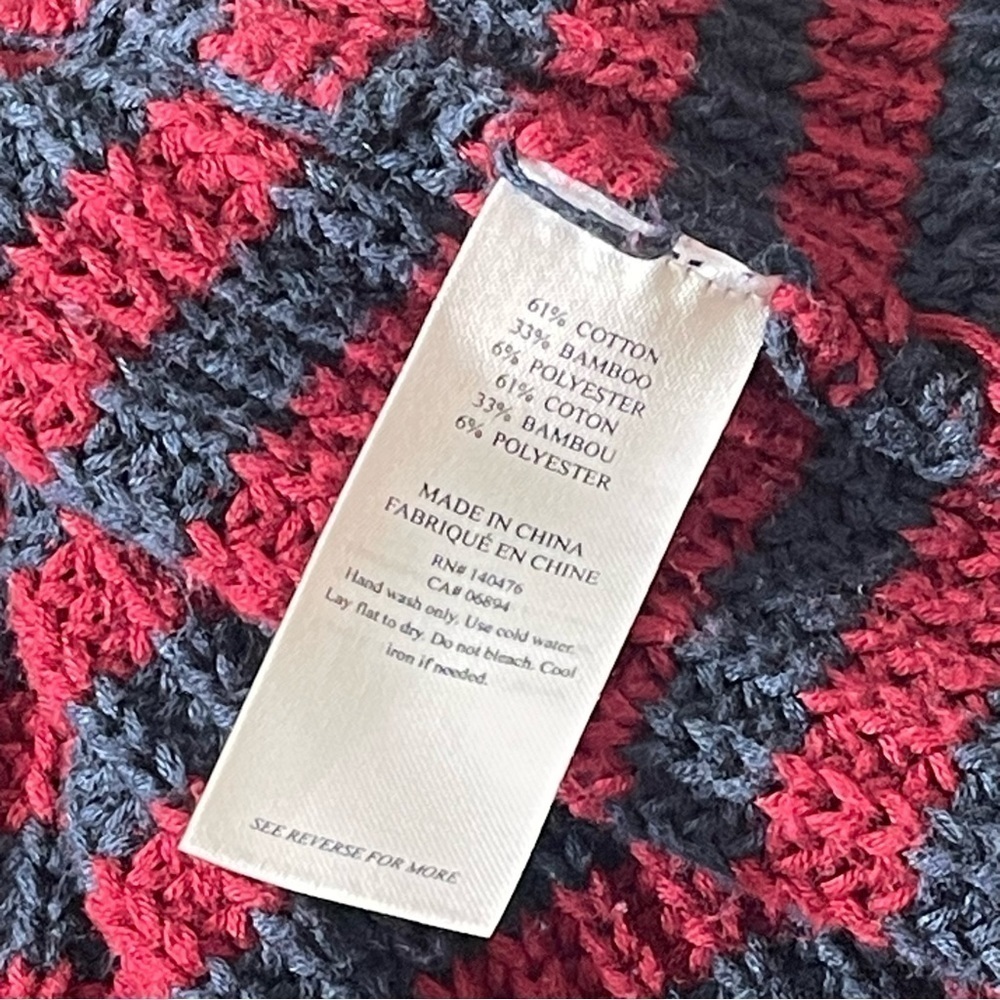 61% COTTON
33% BAMBOO
6% POLYESTER
61% COTON
33% BAMBOU
6% POLYESTER
MADE IN CHINA
FABRIQUÉ EN CHINE
RN# 140476
CA# 06894
Hand wash only. Use cold water.
Lay flat to dry. Do not bleach. Cool
iron if needed.
SEE REVERSE FOR MORE